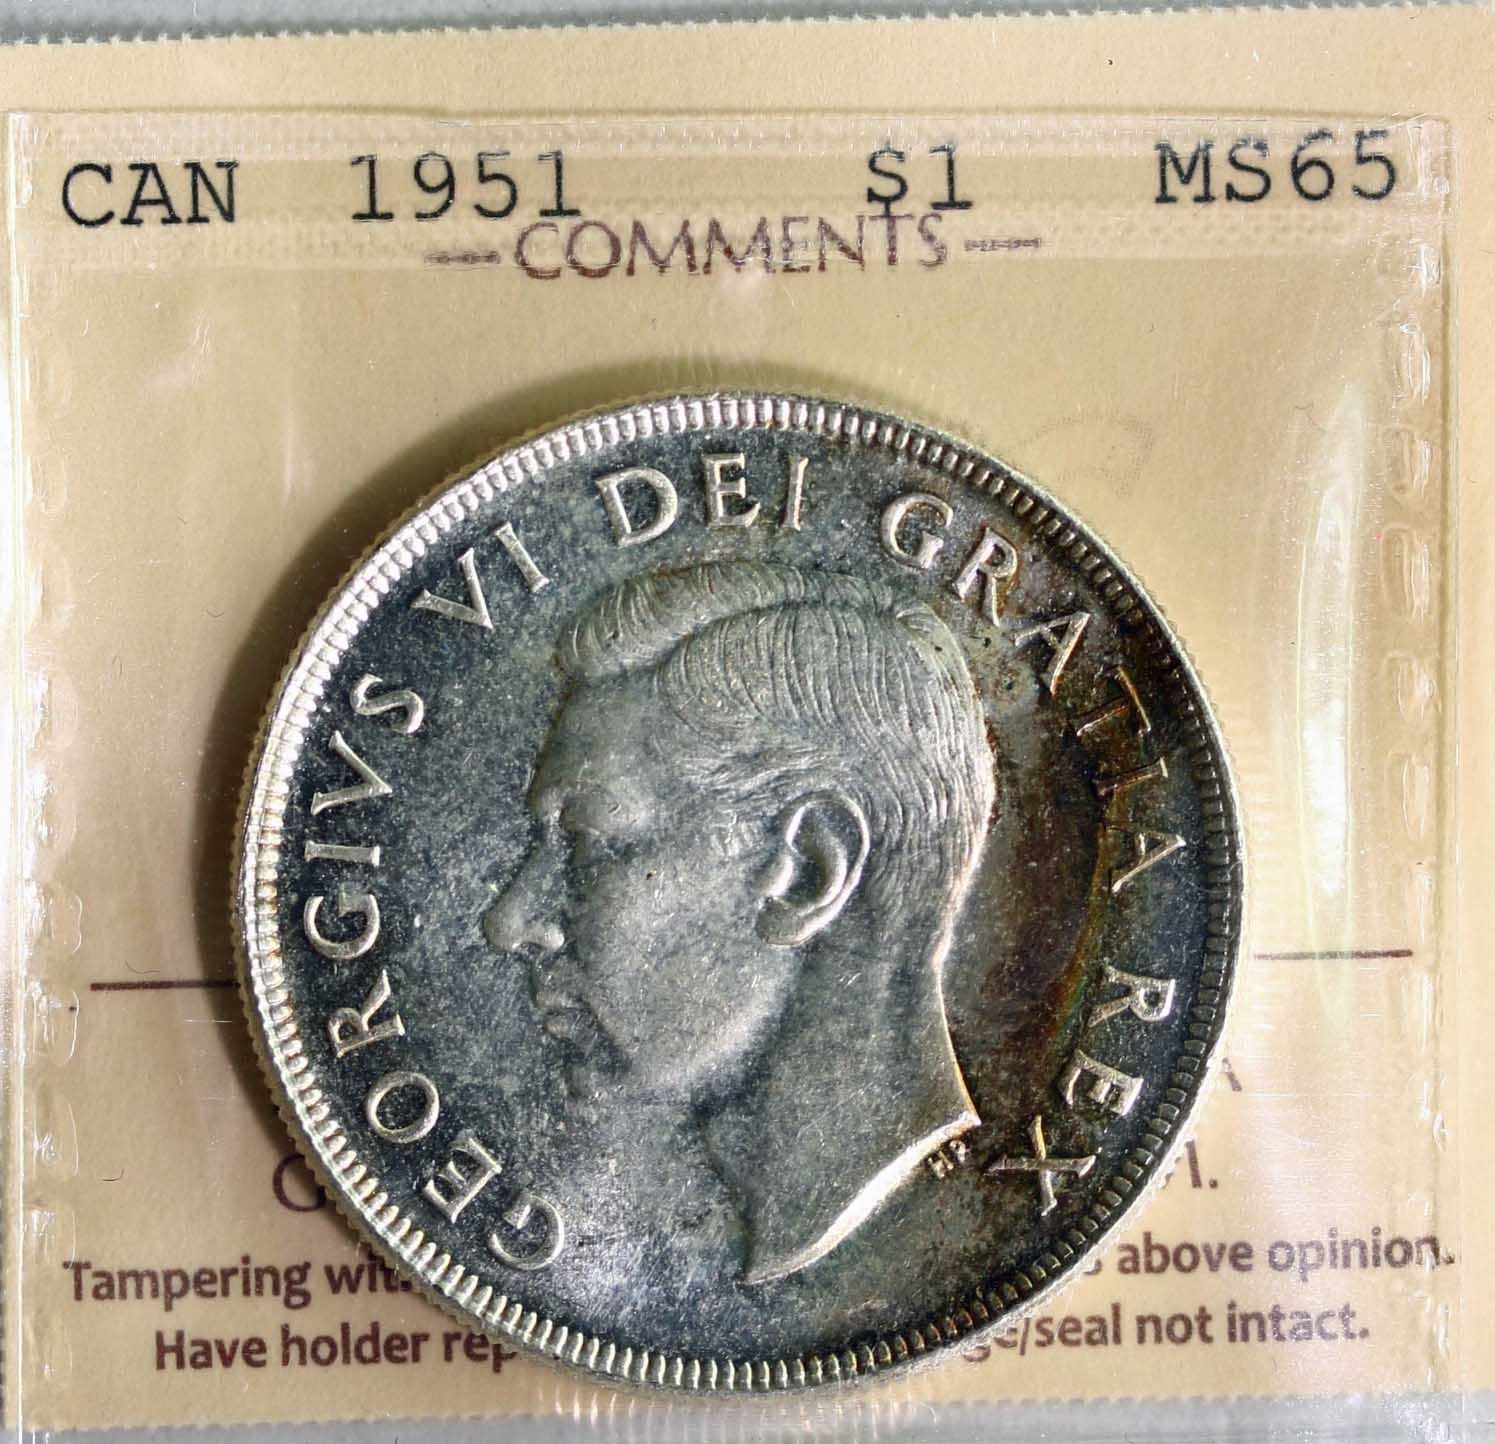 CAN 1951 $1 MS65
COMMENTS
GEORGIVS VI DEI GRATIA REX
HP
Tampering above opinion.
Have holder seal not intact.